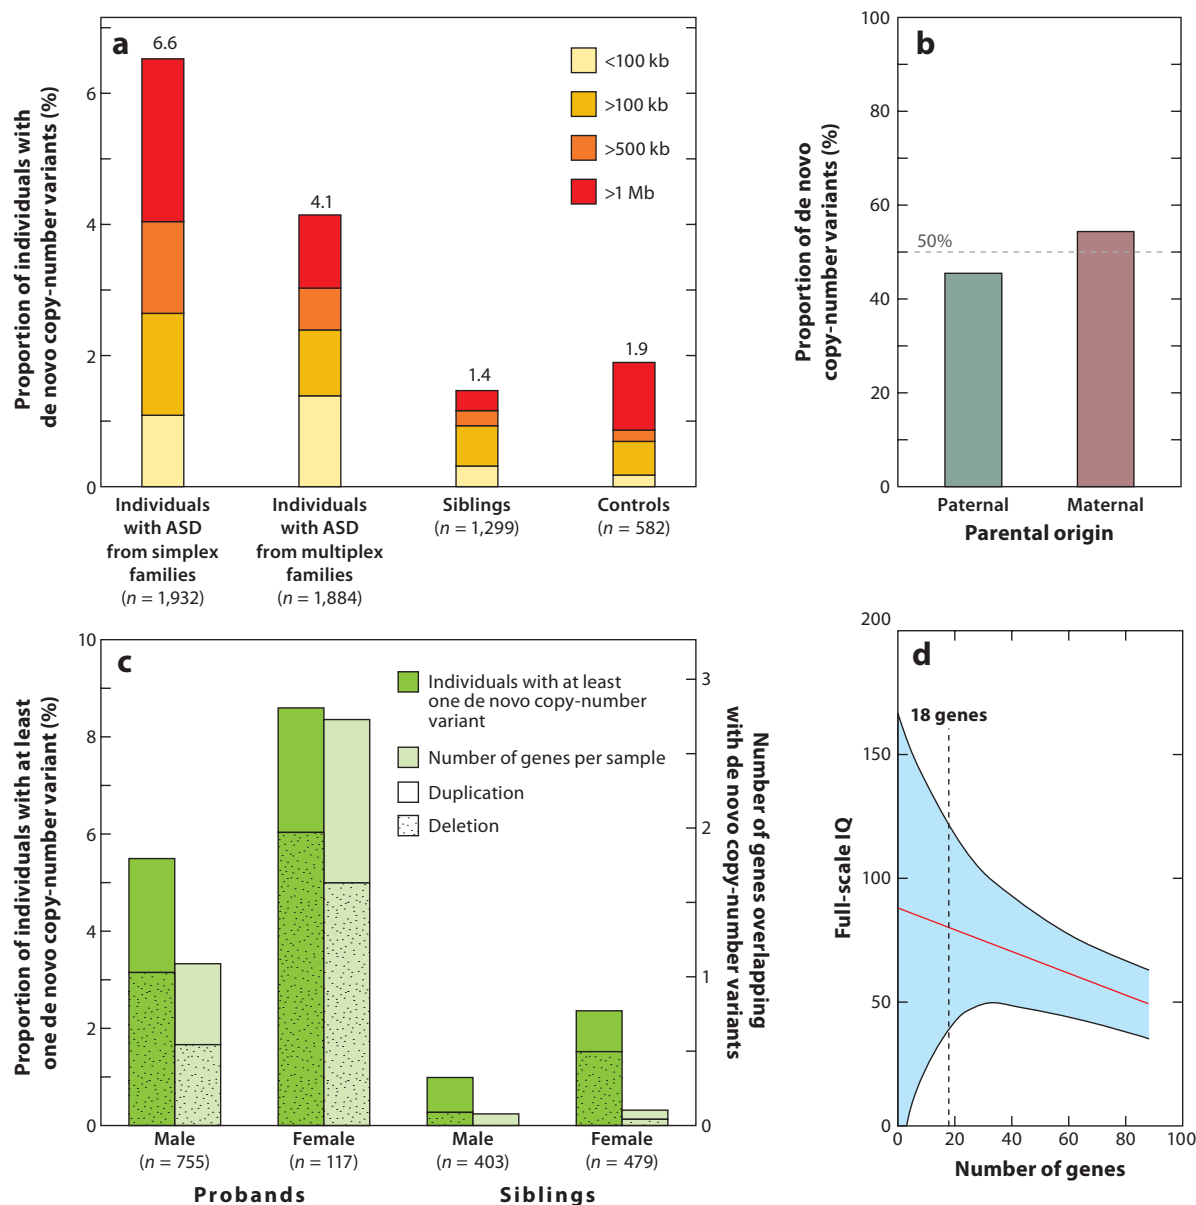 a
Proportion of individuals with
de novo copy-number variants (%)
6
4
2
0
6.6
4.1
1.4
1.9
<100 kb
>100 kb
>500 kb
>1 Mb
Individuals
with ASD
from simplex
families
(n = 1,932)
Individuals
with ASD
from multiplex
families
(n = 1,884)
Siblings
(n = 1,299)
Controls
(n = 582)
b
Proportion of de novo
copy-number variants (%)
100
80
60
40
20
0
50%
Paternal
Maternal
Parental origin
c
Proportion of individuals with at least
one de novo copy-number variant (%)
10
8
6
4
2
0
Individuals with at least
one de novo copy-number
variant
Number of genes per sample
Duplication
Deletion
3
2
1
0
Number of genes overlapping
with de novo copy-number variants
Male
(n = 755)
Female
(n = 117)
Male
(n = 403)
Female
(n = 479)
Probands
Siblings
d
Full-scale IQ
200
150
100
50
0
18 genes
0
20
40
60
80
100
Number of genes